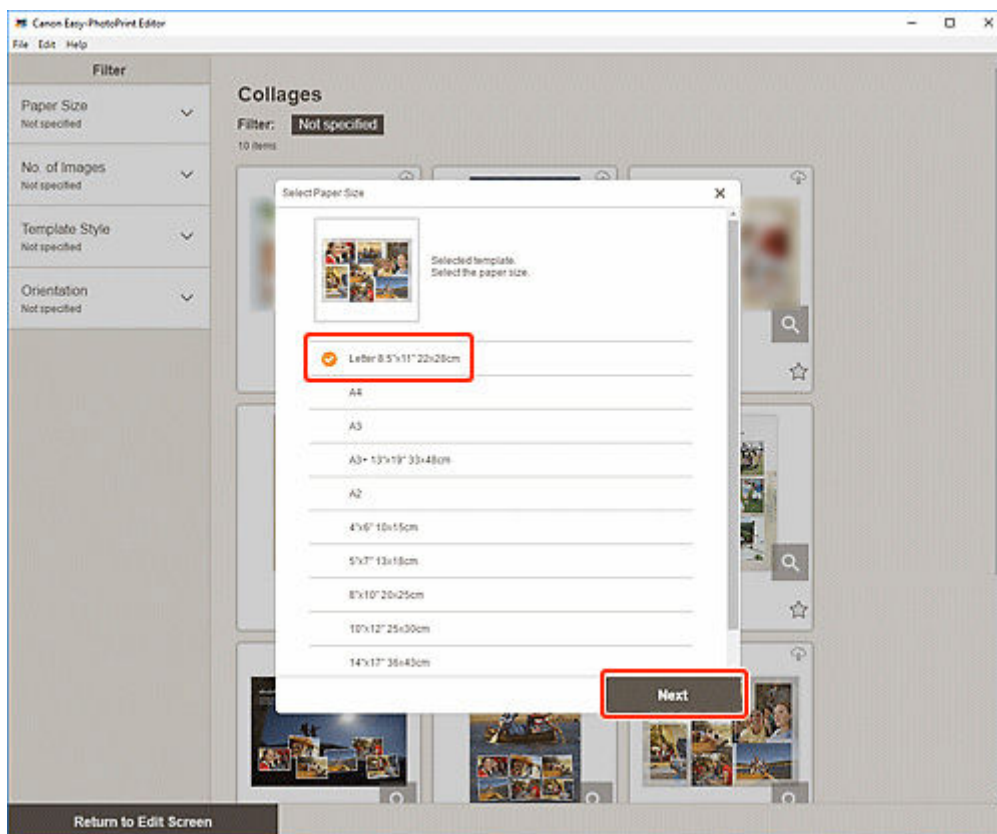 Canon Easy-PhotoPrint Editor
File Edit Help
Filter
Paper Size
Not specified
No. of Images
Not specified
Template Style
Not specified
Orientation
Not specified
Collages
Filter: Not specified
10 items
Select Paper Size
Selected template.
Select the paper size.
Letter 8.5"x11" 22x28cm
A4
A3
A3+ 13"x19" 33x48cm
A2
4"x6" 10x15cm
5"x7" 13x18cm
8"x10" 20x25cm
10"x12" 25x30cm
14"x17" 36x43cm
Next
Return to Edit Screen